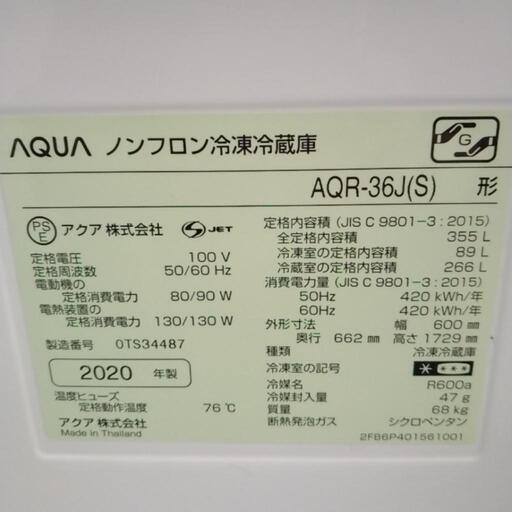 AQUA ノンフロン冷凍冷蔵庫
G
AQR-36J(S) 形
PSE アクア 株式会社 JET
定格電圧 100 V
定格周波数 50/60 Hz
電動機の
定格消費電力 80/90 W
電熱装置の
定格消費電力 130/130 W
製造番号 0TS34487
2020 年製
温度ヒューズ
定格動作温度 76 ℃
アクア 株式会社
Made in Thailand
定格内容積 (JIS C 9801-3 : 2015)
全定格内容積 355 L
冷凍室の定格内容積 89 L
冷蔵室の定格内容積 266 L
消費電力量 (JIS C 9801-3 : 2015)
50Hz 420 kWh/年
60Hz 420 kWh/年
外形寸法 幅 600 mm
奥行 662 mm 高さ 1729 mm
種類 冷凍冷蔵庫
冷凍室の記号
冷媒名 R600a
冷媒封入量 47 g
質量 68 kg
断熱発泡ガス シクロペンタン
2FB6P401561001